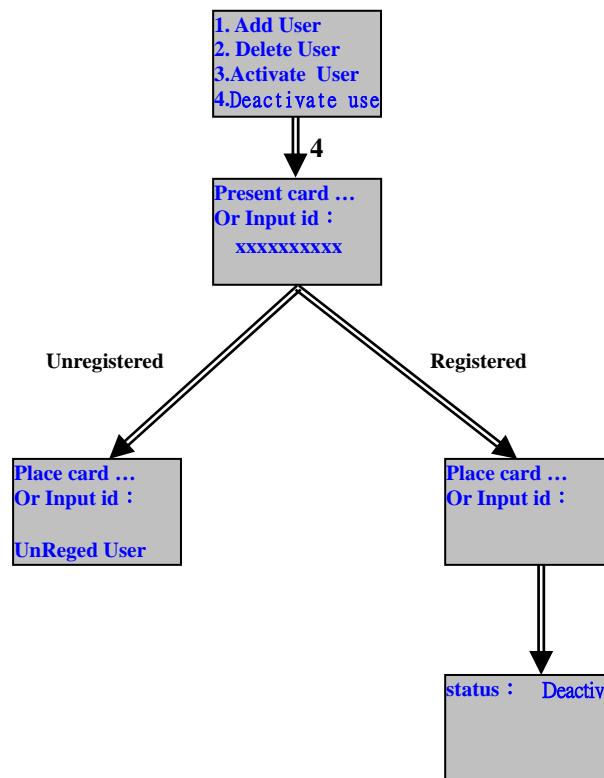 1. Add User
2. Delete User
3.Activate  User
4.Deactivate use
4
Present card …
Or Input id：
xxxxxxxxxx
Unregistered
Registered
Place card …
Or Input id：
UnReged User
Place card …
Or Input id：
status： Deactiv